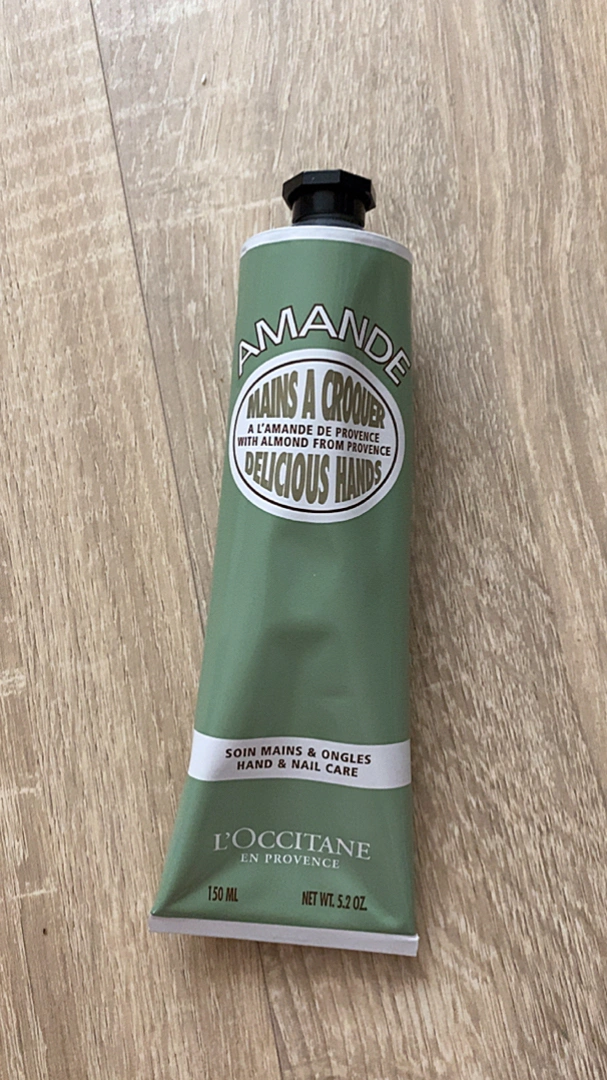 AMANDE
MAINS A CROQUER
A L'AMANDE DE PROVENCE
WITH ALMOND FROM PROVENCE
DELICIOUS HANDS
SOIN MAINS & ONGLES
HAND & NAIL CARE
L'OCCITANE
EN PROVENCE
150 ML NET WT. 5.2 OZ.